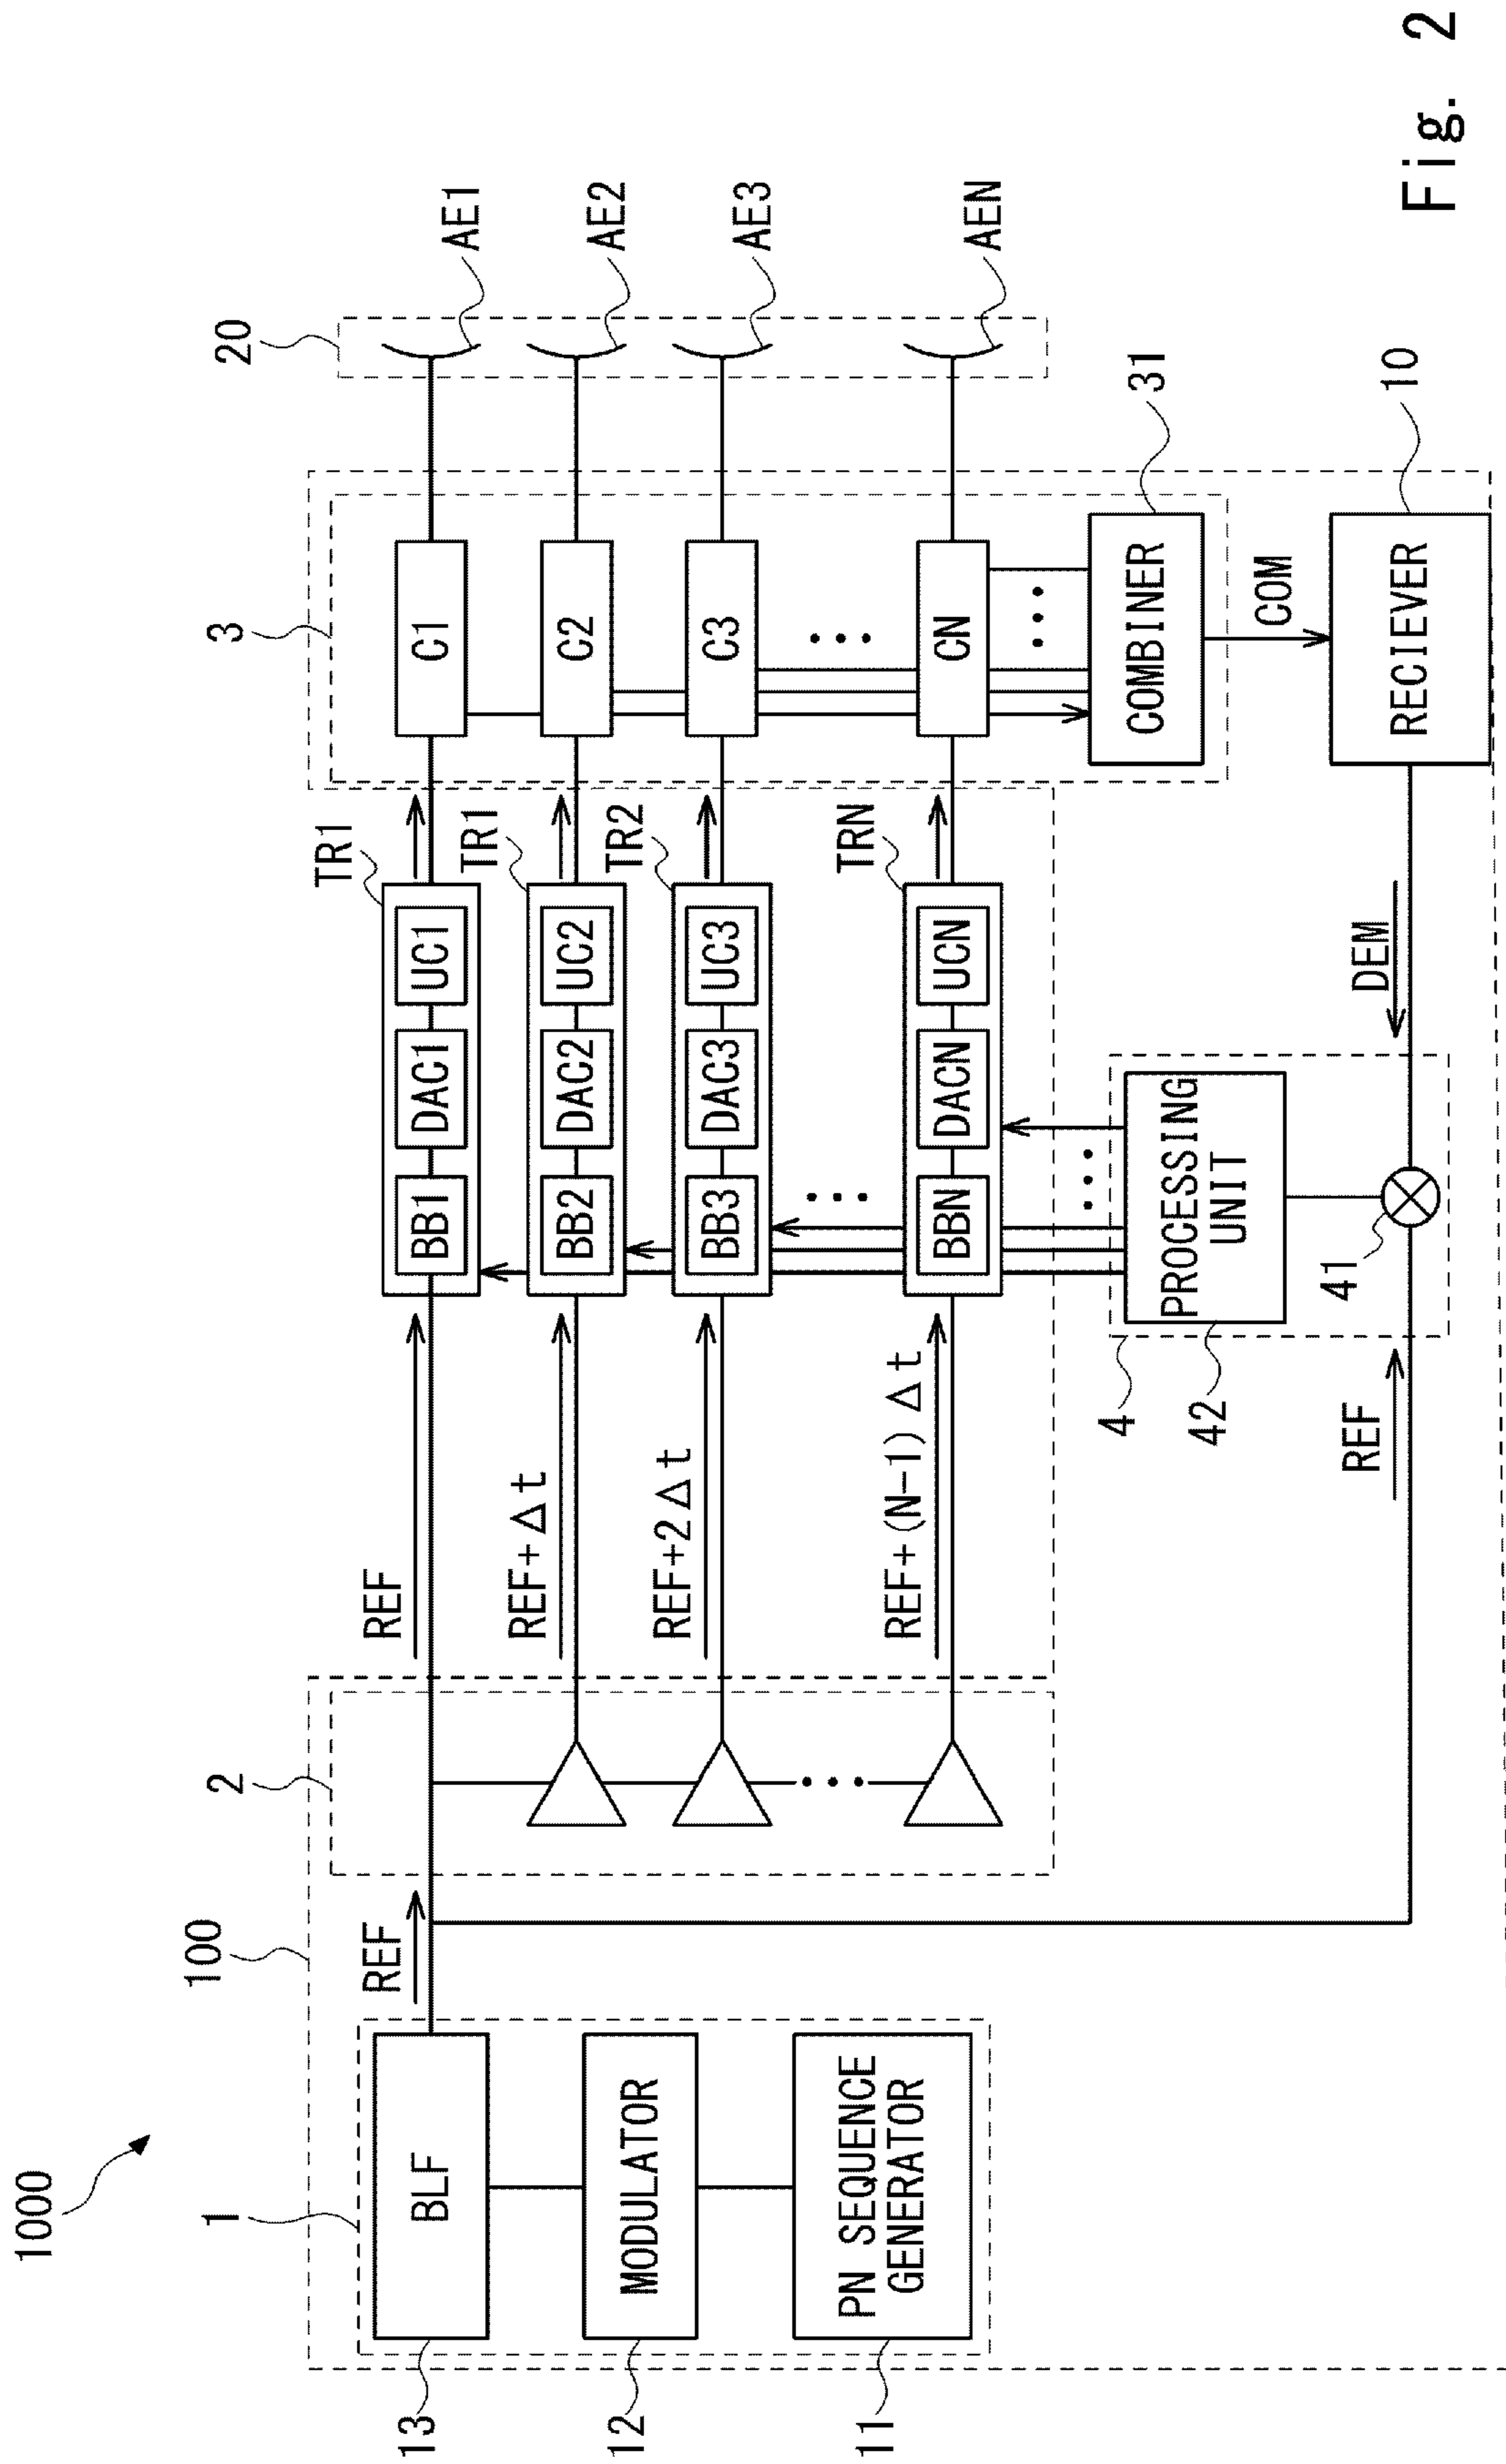 1000
100
1
13
BLF
12
MODULATOR
11
PN SEQUENCE
GENERATOR
REF
2
REF
REF+Δt
REF+2Δt
REF+(N-1)Δt
TR1
BB1
DAC1
UC1
TR1
BB2
DAC2
UC2
TR2
BB3
DAC3
UC3
TRN
BBN
DACN
UCN
3
C1
C2
C3
CN
COMBINER
31
20
AE1
AE2
AE3
AEN
COM
RECIEVER
10
DEM
4
PROCESSING
UNIT
42
41
REF
Fig. 2